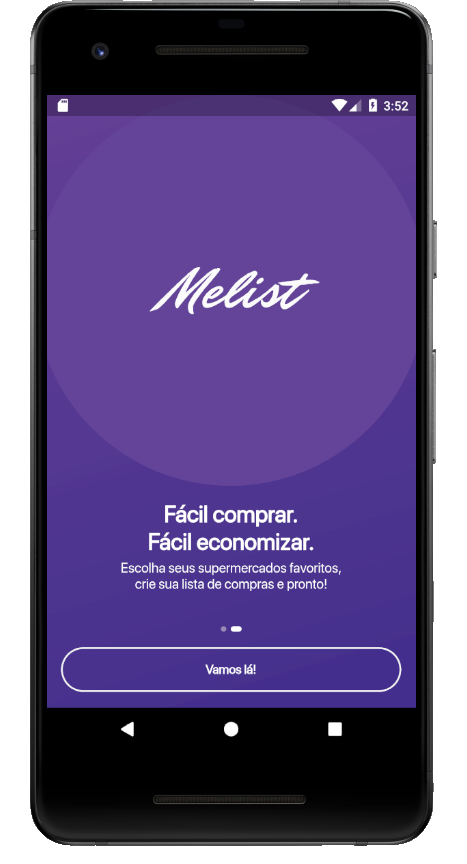 3:52
Melist
Fácil comprar.
Fácil economizar.
Escolha seus supermercados favoritos,
crie sua lista de compras e pronto!
Vamos lá!